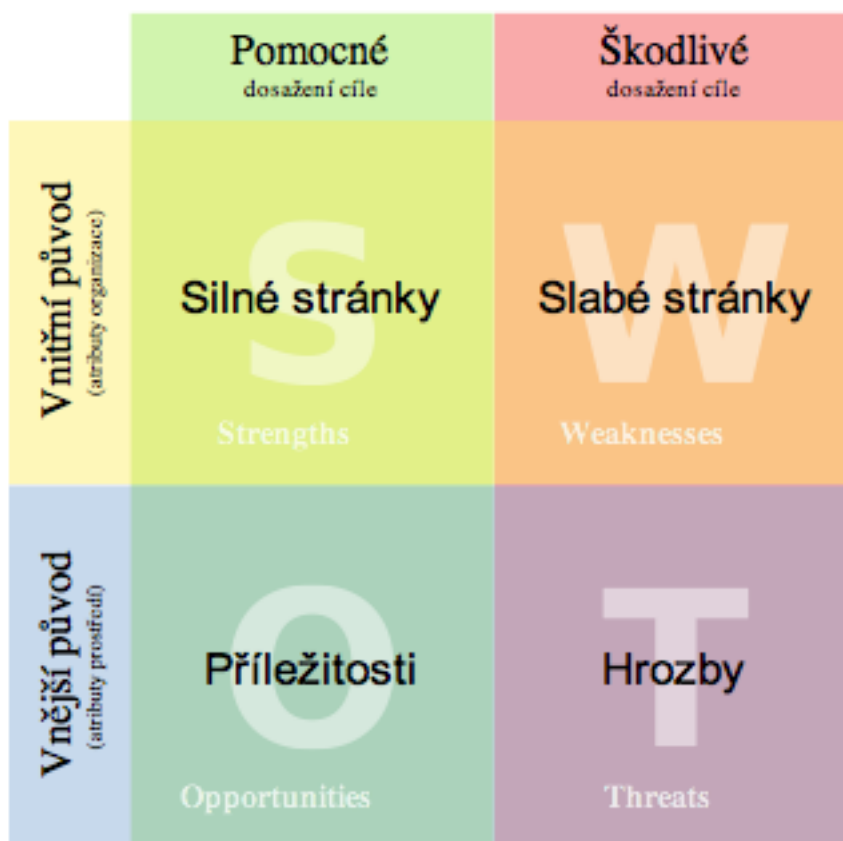 Pomocné
dosažení cíle
Škodlivé
dosažení cíle
Vnitřní původ
(atributy organizace)
S
Silné stránky
Strengths
W
Slabé stránky
Weaknesses
Vnější původ
(atributy prostředí)
O
Příležitosti
Opportunities
T
Hrozby
Threats